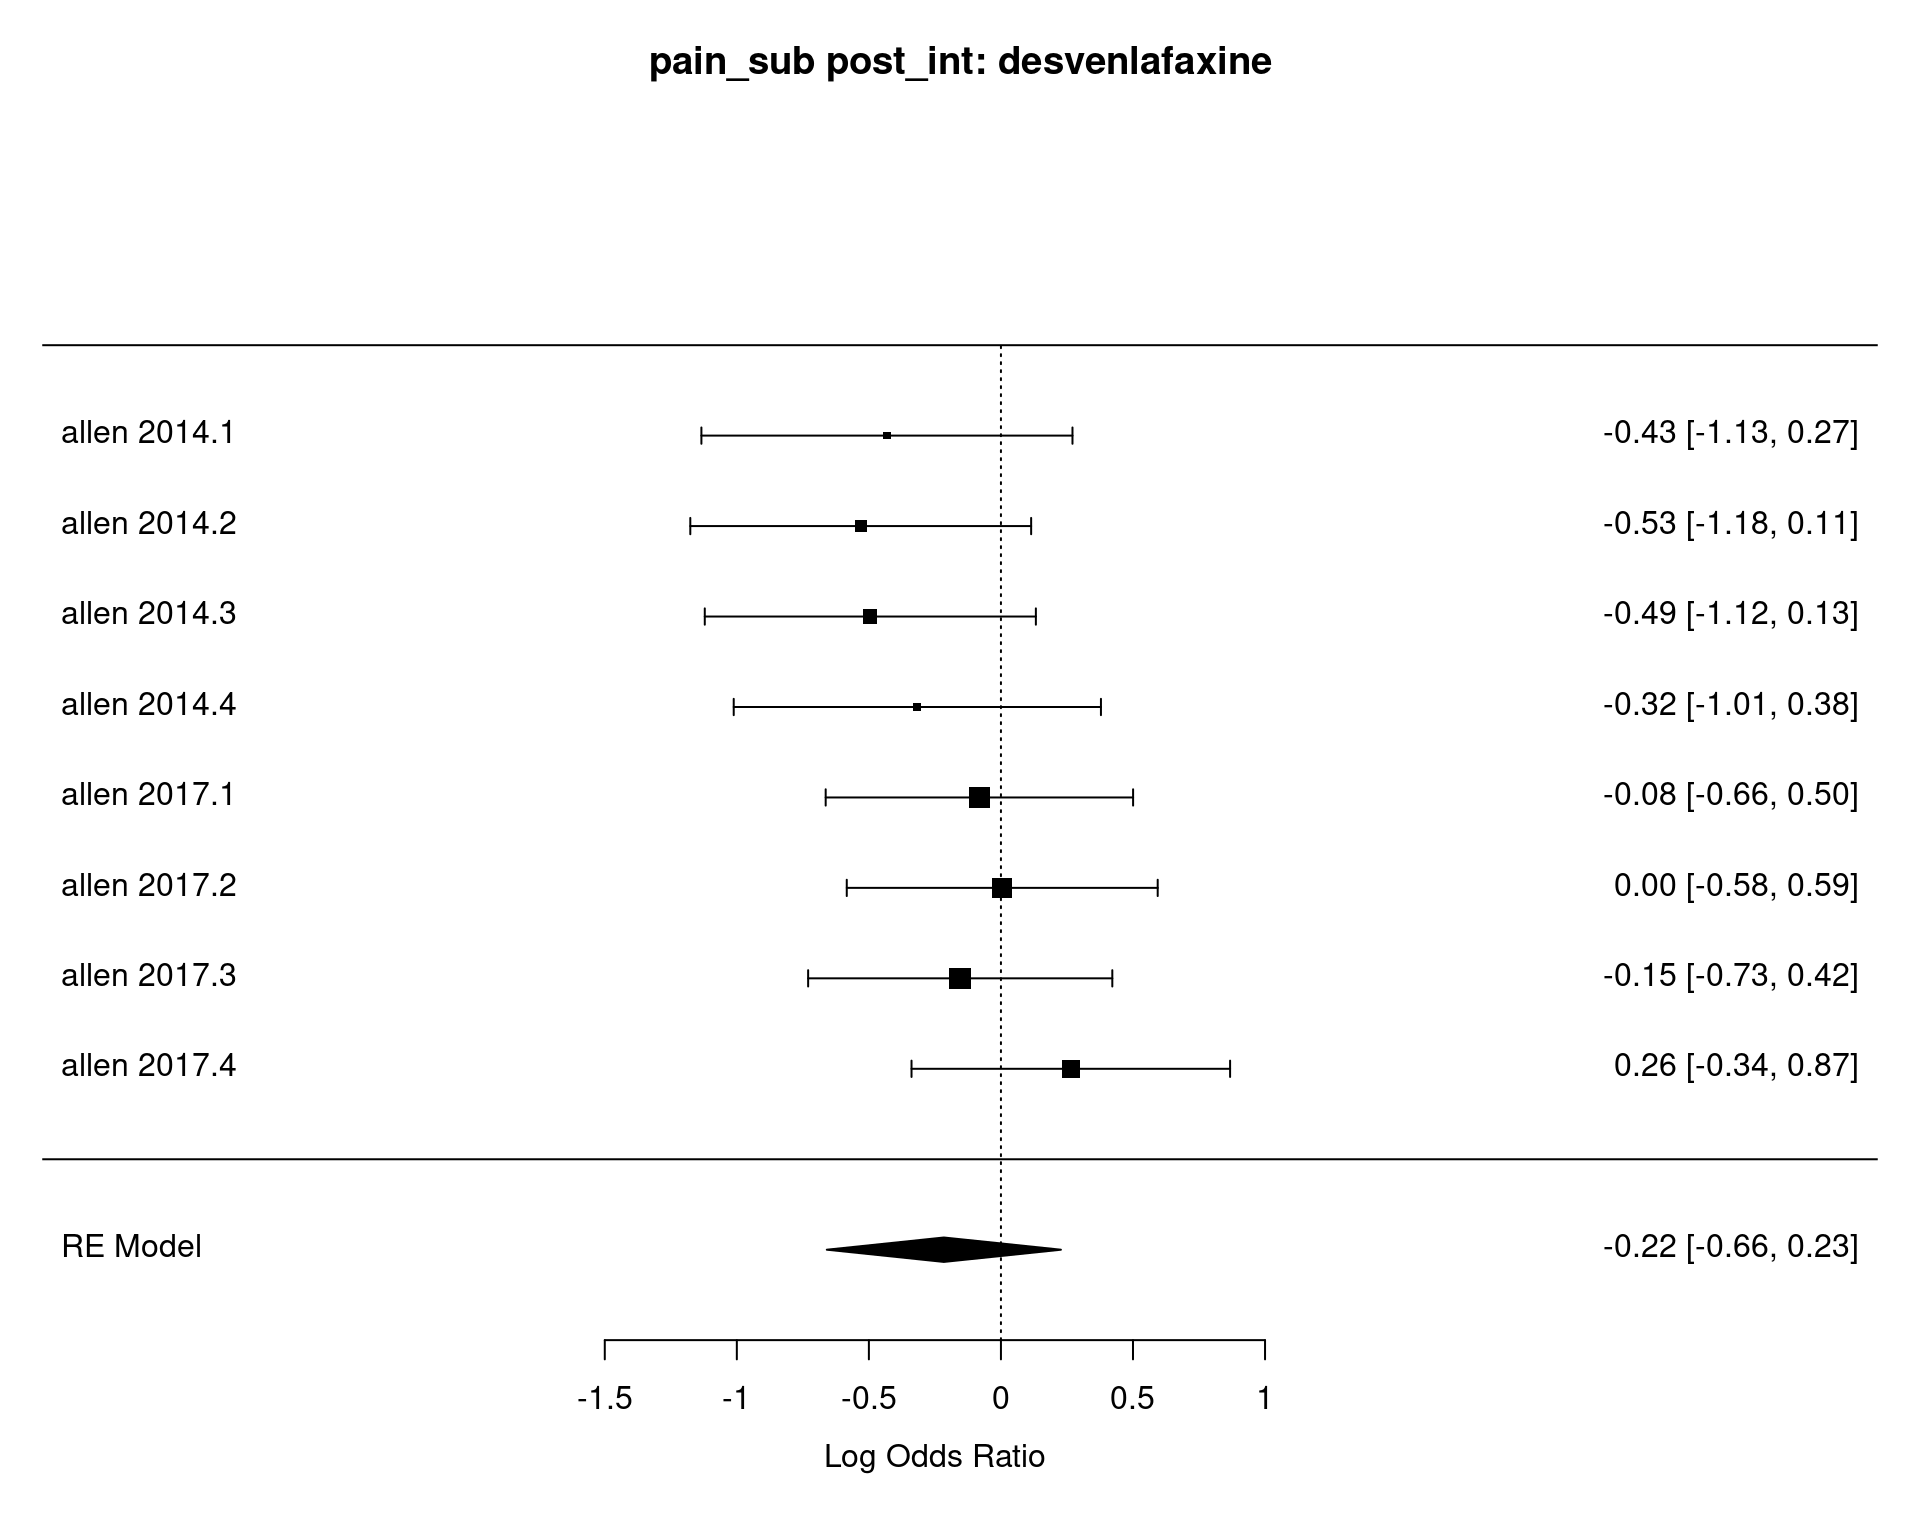 pain_sub post_int: desvenlafaxine
allen 2014.1 -0.43 [-1.13, 0.27]
allen 2014.2 -0.53 [-1.18, 0.11]
allen 2014.3 -0.49 [-1.12, 0.13]
allen 2014.4 -0.32 [-1.01, 0.38]
allen 2017.1 -0.08 [-0.66, 0.50]
allen 2017.2 0.00 [-0.58, 0.59]
allen 2017.3 -0.15 [-0.73, 0.42]
allen 2017.4 0.26 [-0.34, 0.87]
RE Model -0.22 [-0.66, 0.23]
-1.5 -1 -0.5 0 0.5 1
Log Odds Ratio